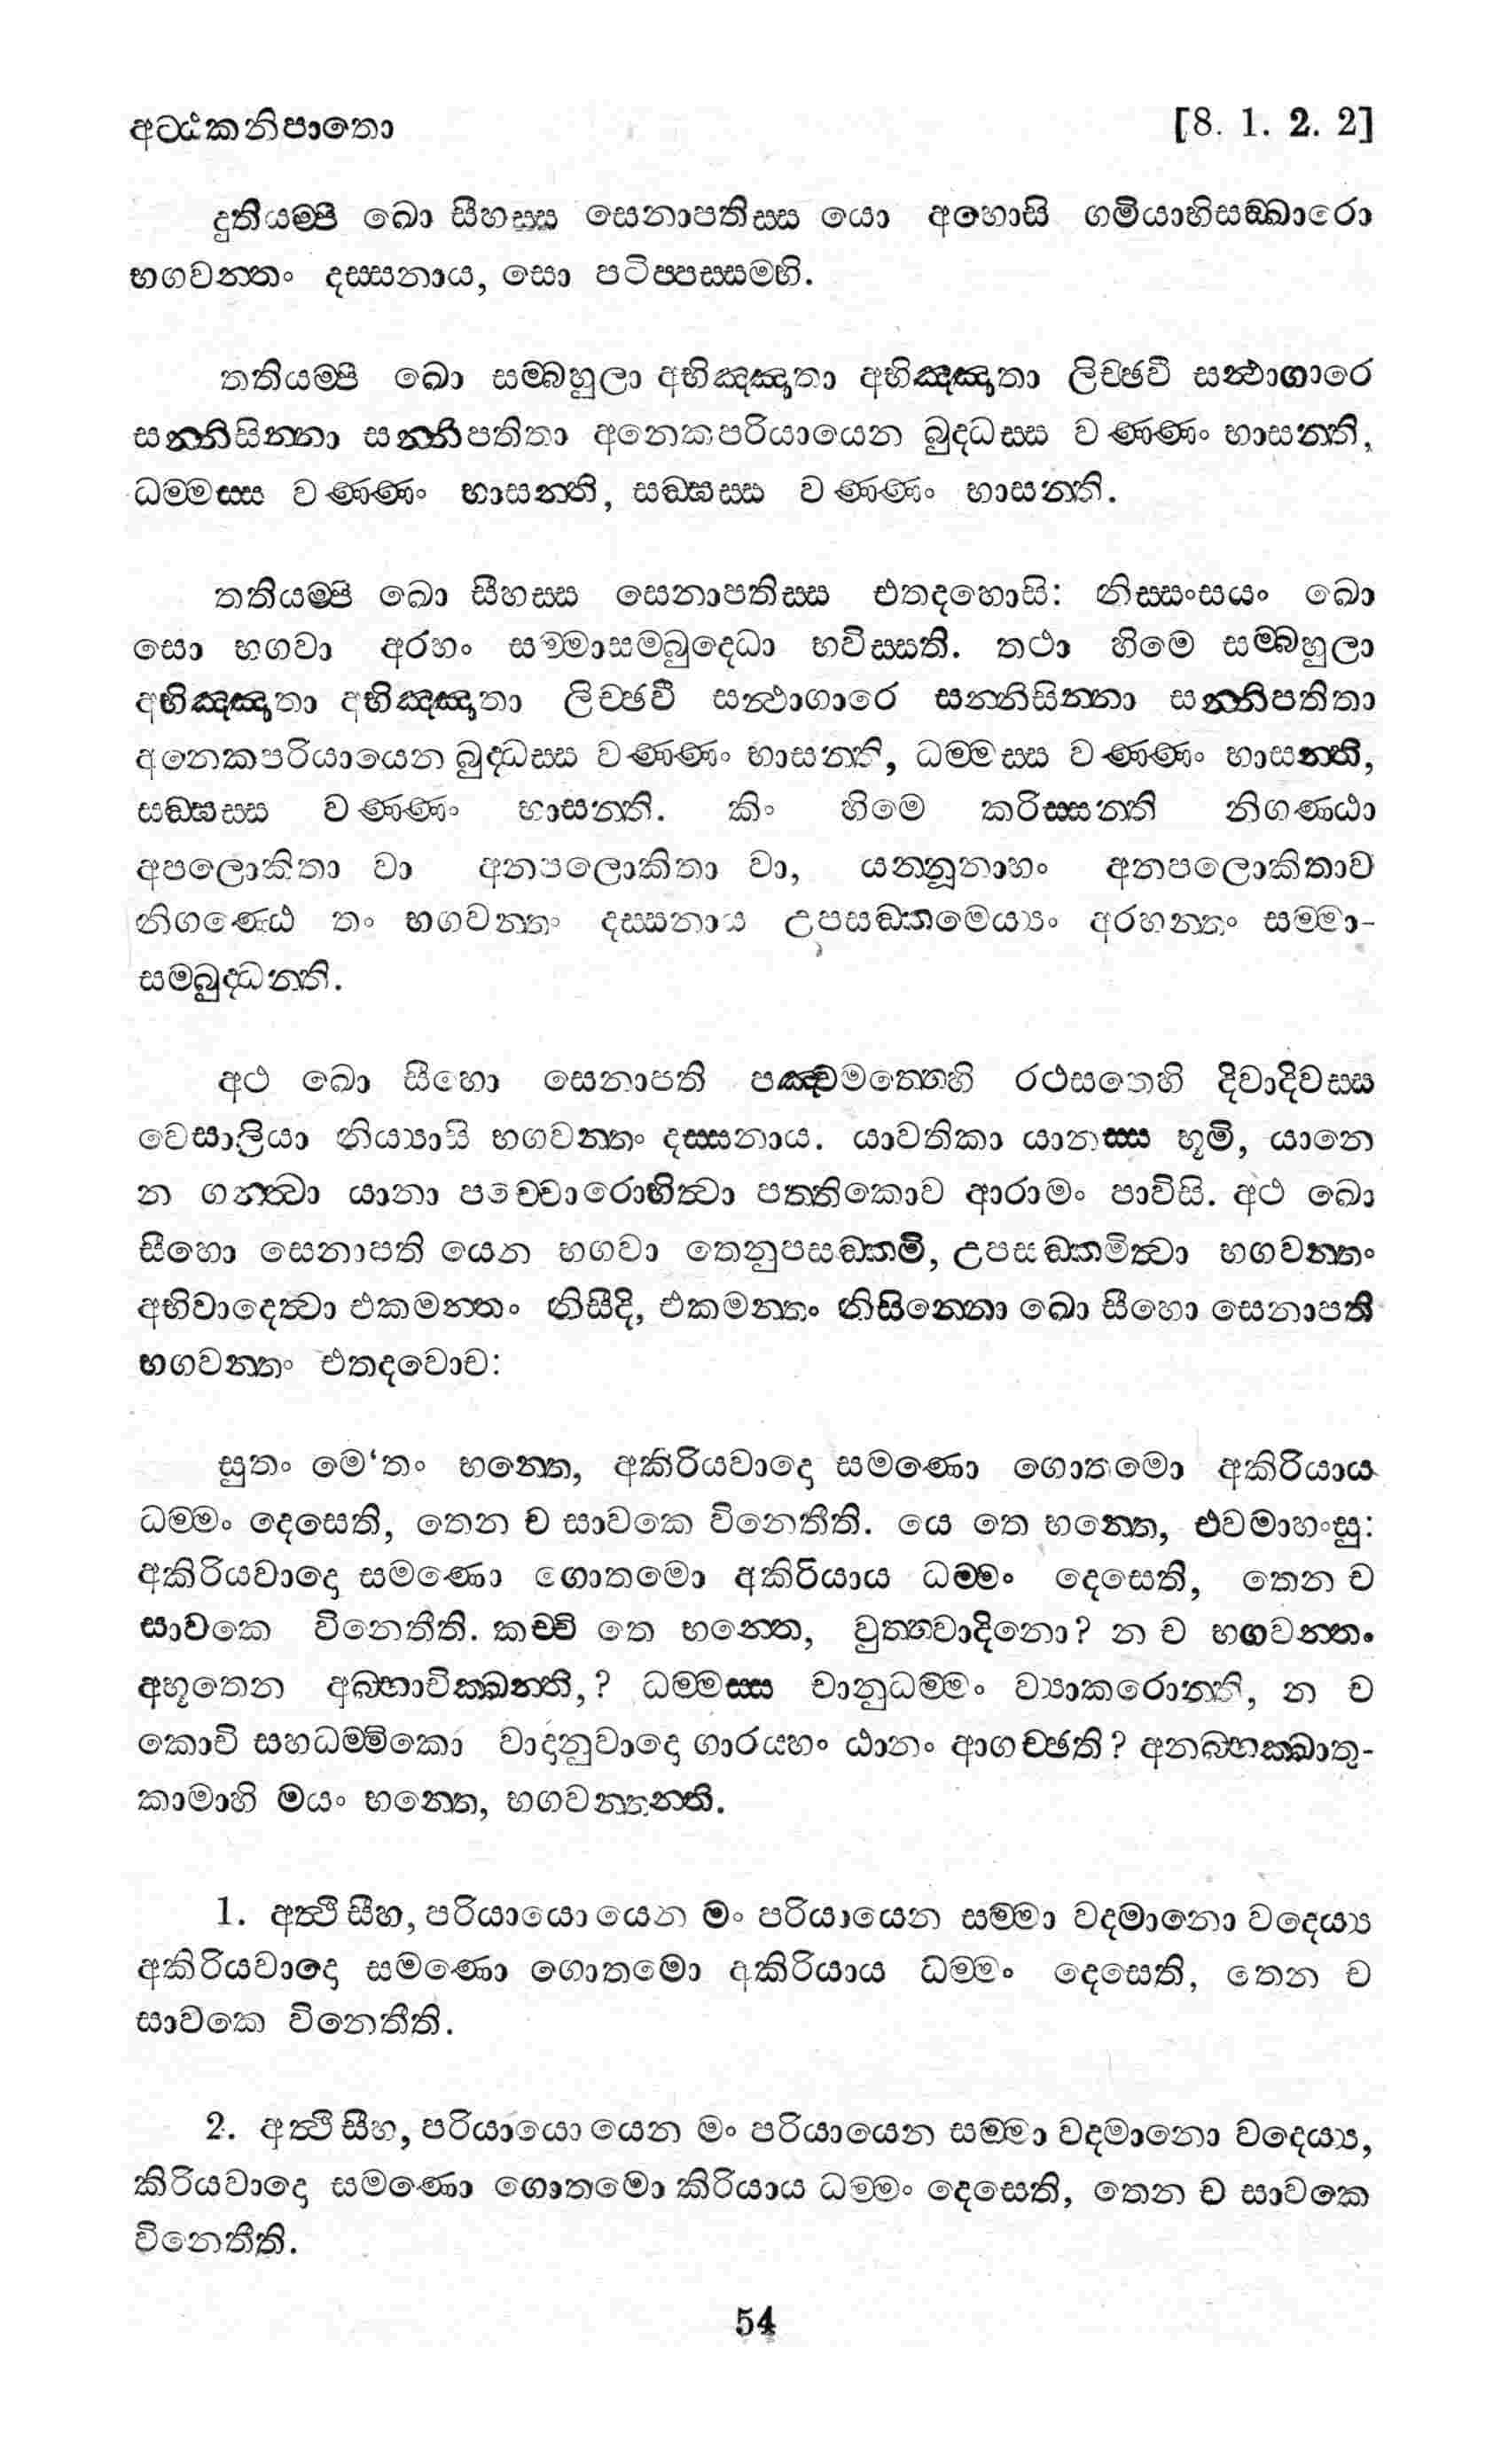 අට්ඨකනිපාතො [8. 1. 2. 2]
දුතියම්පි ඛො සීහස්ස සෙනාපතිස්ස යො අහොසි ගමියාභිසඞ්ඛාරො
භගවන්තං දස්සනාය, සො පටිප්පස්සම්භි.
තතියම්පි ඛො සම්බහුලා අභිඤ්ඤාතා අභිඤ්ඤාතා ලිච්ඡවී සන්ථාගාරෙ
සන්නිසින්නා සන්නිපතිතා අනෙකපරියායෙන බුද්ධස්ස වණ්ණං භාසන්ති,
ධම්මස්ස වණ්ණං භාසන්ති, සඞ්ඝස්ස වණ්ණං භාසන්ති.
තතියම්පි ඛො සීහස්ස සෙනාපතිස්ස එතදහොසි: නිස්සංසයං ඛො
සො භගවා අරහං සම්මාසම්බුද්ධො භවිස්සති. තථා හිමෙ සම්බහුලා
අභිඤ්ඤාතා අභිඤ්ඤාතා ලිච්ඡවී සන්ථාගාරෙ සන්නිසින්නා සන්නිපතිතා
අනෙකපරියායෙන බුද්ධස්ස වණ්ණං භාසන්ති, ධම්මස්ස වණ්ණං භාසන්ති,
සඞ්ඝස්ස වණ්ණං භාසන්ති. කිං හිමෙ කරිස්සන්ති නිගණ්ඨා
අපලොකිතා වා අනපලොකිතා වා, යන්නූනාහං අනපලොකිතාව
නිගණ්ඨෙ තං භගවන්තං දස්සනාය උපසඞ්කමෙය්‍යං අරහන්තං සම්මා-
සම්බුද්ධන්ති.
අථ ඛො සීහො සෙනාපති පඤ්චමත්තෙහි රථසතෙහි දිවාදිවස්ස
වෙසාලියා නිය්‍යාසි භගවන්තං දස්සනාය. යාවතිකා යානස්ස භූමි, යානෙ
න ගන්ත්වා යානා පච්චොරොහිත්වා පත්තිකොව ආරාමං පාවිසි. අථ ඛො
සීහො සෙනාපති යෙන භගවා තෙනුපසඞ්කමි, උපසඞ්කමිත්වා භගවන්තං
අභිවාදෙත්වා එකමන්තං නිසීදි, එකමන්තං නිසින්නො ඛො සීහො සෙනාපති
භගවන්තං එතදවොච:
සුතං මෙ‘තං භන්තෙ, අකිරියවාදො සමණො ගොතමො අකිරියාය
ධම්මං දෙසෙති, තෙන ච සාවකෙ විනෙතීති. යෙ තෙ භන්තෙ, එවමාහංසු:
අකිරියවාදො සමණො ගොතමො අකිරියාය ධම්මං දෙසෙති, තෙන ච
සාවකෙ විනෙතීති. කච්චි තෙ භන්තෙ, වුත්තවාදිනො? න ච භගවන්තං
අභූතෙන අබ්භාචික්ඛන්ති,? ධම්මස්ස චානුධම්මං ව්‍යාකරොන්ති, න ච
කොචි සහධම්මිකො වාදානුවාදො ගාරය්හං ඨානං ආගච්ඡති? අනබ්භක්ඛාතු-
කාමාහි මයං භන්තෙ, භගවන්තන්ති.
1. අත්ථි සීහ, පරියායො යෙන මං පරියායෙන සම්මා වදමානො වදෙය්‍ය
අකිරියවාදො සමණො ගොතමො අකිරියාය ධම්මං දෙසෙති, තෙන ච
සාවකෙ විනෙතීති.
2. අත්ථි සීහ, පරියායො යෙන මං පරියායෙන සම්මා වදමානො වදෙය්‍ය,
කිරියවාදො සමණො ගොතමො කිරියාය ධම්මං දෙසෙති, තෙන ච සාවකෙ
විනෙතීති.
54